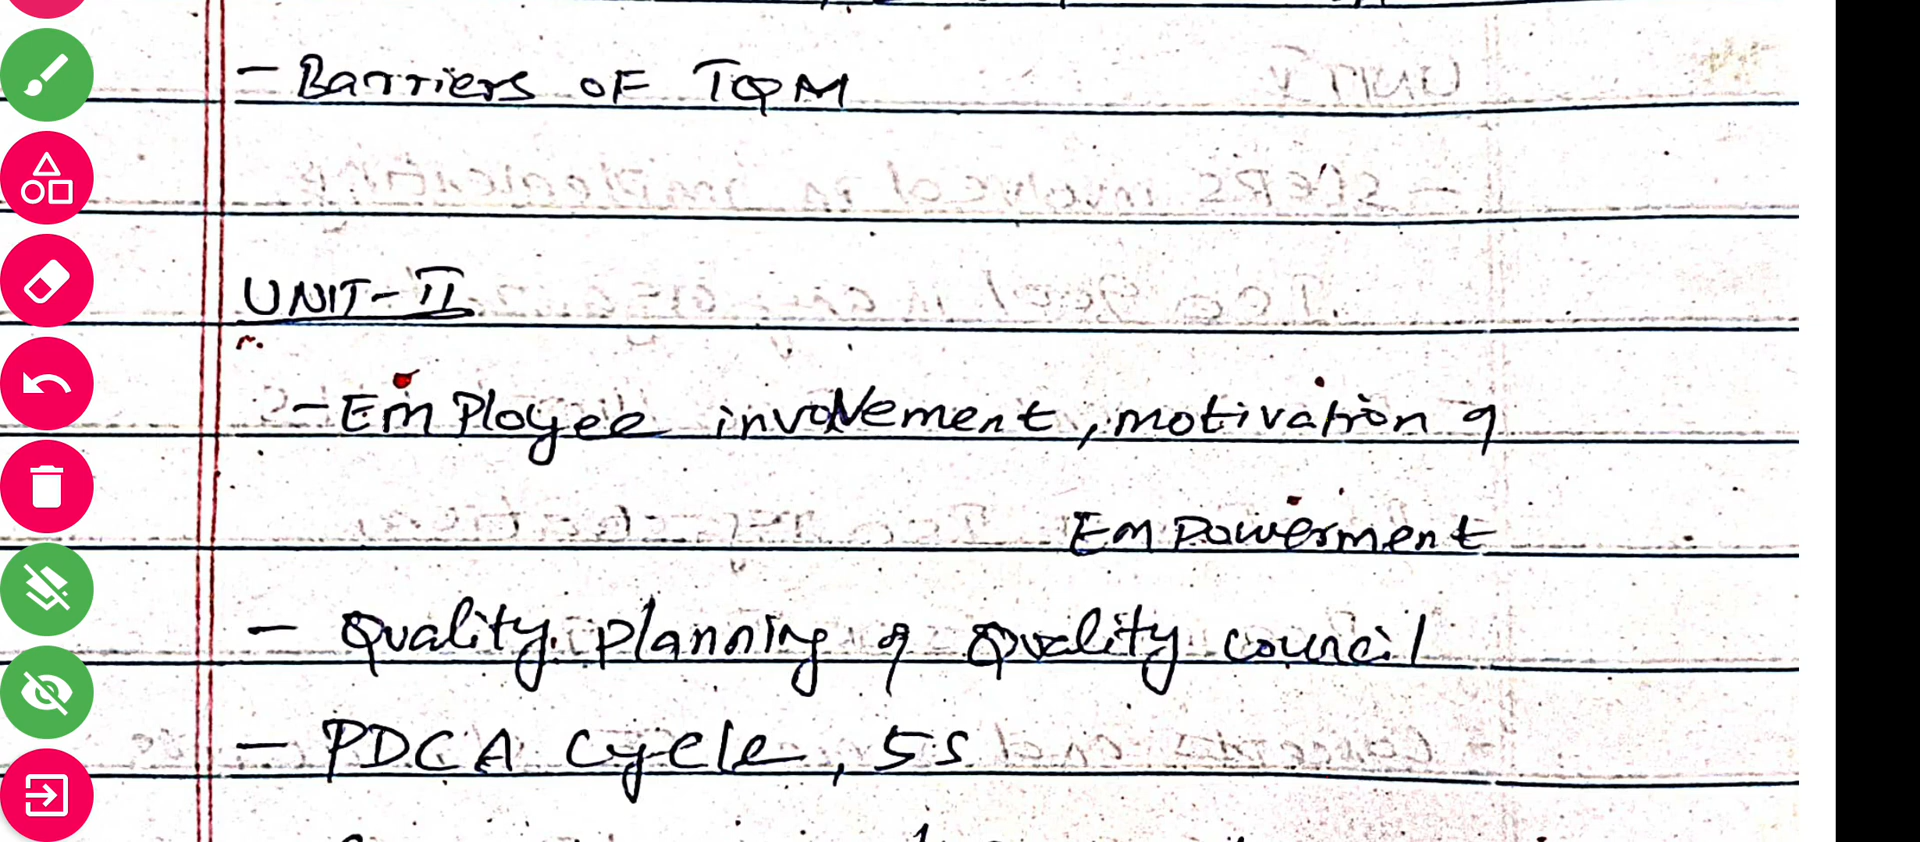 - Barriers OF TQM
UNIT-II
- Employee involvement, motivation &
Empowerment
- Quality planning & Quality council
- PDCA cycle, 5S